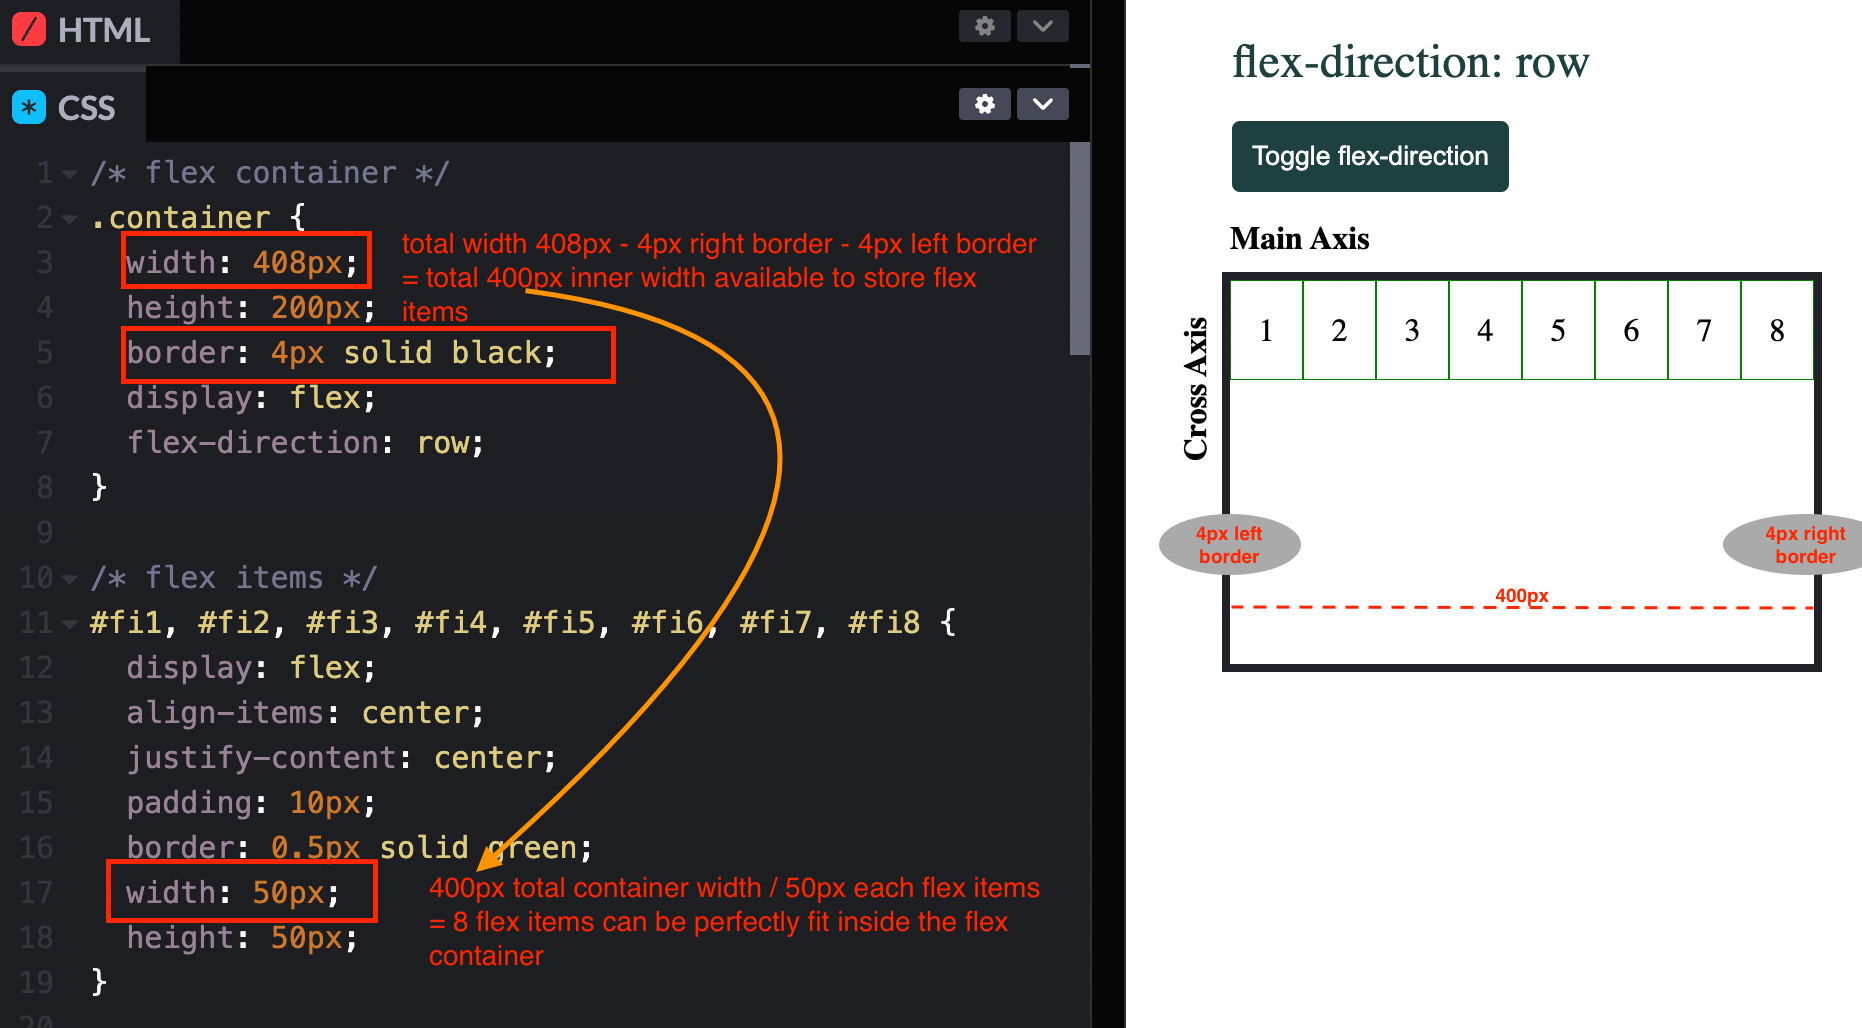 HTML
CSS
1 /* flex container */
2 .container {
3 width: 408px;
4 height: 200px;
5 border: 4px solid black;
6 display: flex;
7 flex-direction: row;
8 }
9
10 /* flex items */
11 #fi1, #fi2, #fi3, #fi4, #fi5, #fi6, #fi7, #fi8 {
12 display: flex;
13 align-items: center;
14 justify-content: center;
15 padding: 10px;
16 border: 0.5px solid green;
17 width: 50px;
18 height: 50px;
19 }
20
total width 408px - 4px right border - 4px left border
= total 400px inner width available to store flex
items
400px total container width / 50px each flex items
= 8 flex items can be perfectly fit inside the flex
container
flex-direction: row
Toggle flex-direction
Main Axis
Cross Axis
1 2 3 4 5 6 7 8
4px left
border
4px right
border
400px